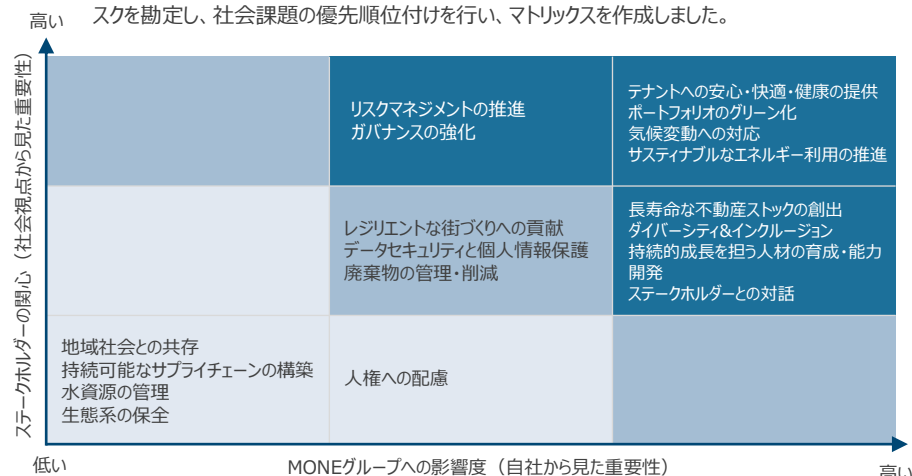 スクを勘定し、社会課題の優先順位付けを行い、マトリックスを作成しました。
高い
ステークホルダーの関心（社会視点から見た重要性）
リスクマネジメントの推進
ガバナンスの強化
テナントへの安心・快適・健康の提供
ポートフォリオのグリーン化
気候変動への対応
サスティナブルなエネルギー利用の推進
レジリエントな街づくりへの貢献
データセキュリティと個人情報保護
廃棄物の管理・削減
長寿命な不動産ストックの創出
ダイバーシティ&インクルージョン
持続的成長を担う人材の育成・能力
開発
ステークホルダーとの対話
地域社会との共存
持続可能なサプライチェーンの構築
水資源の管理
生態系の保全
人権への配慮
低い
MONEグループへの影響度（自社から見た重要性）
高い